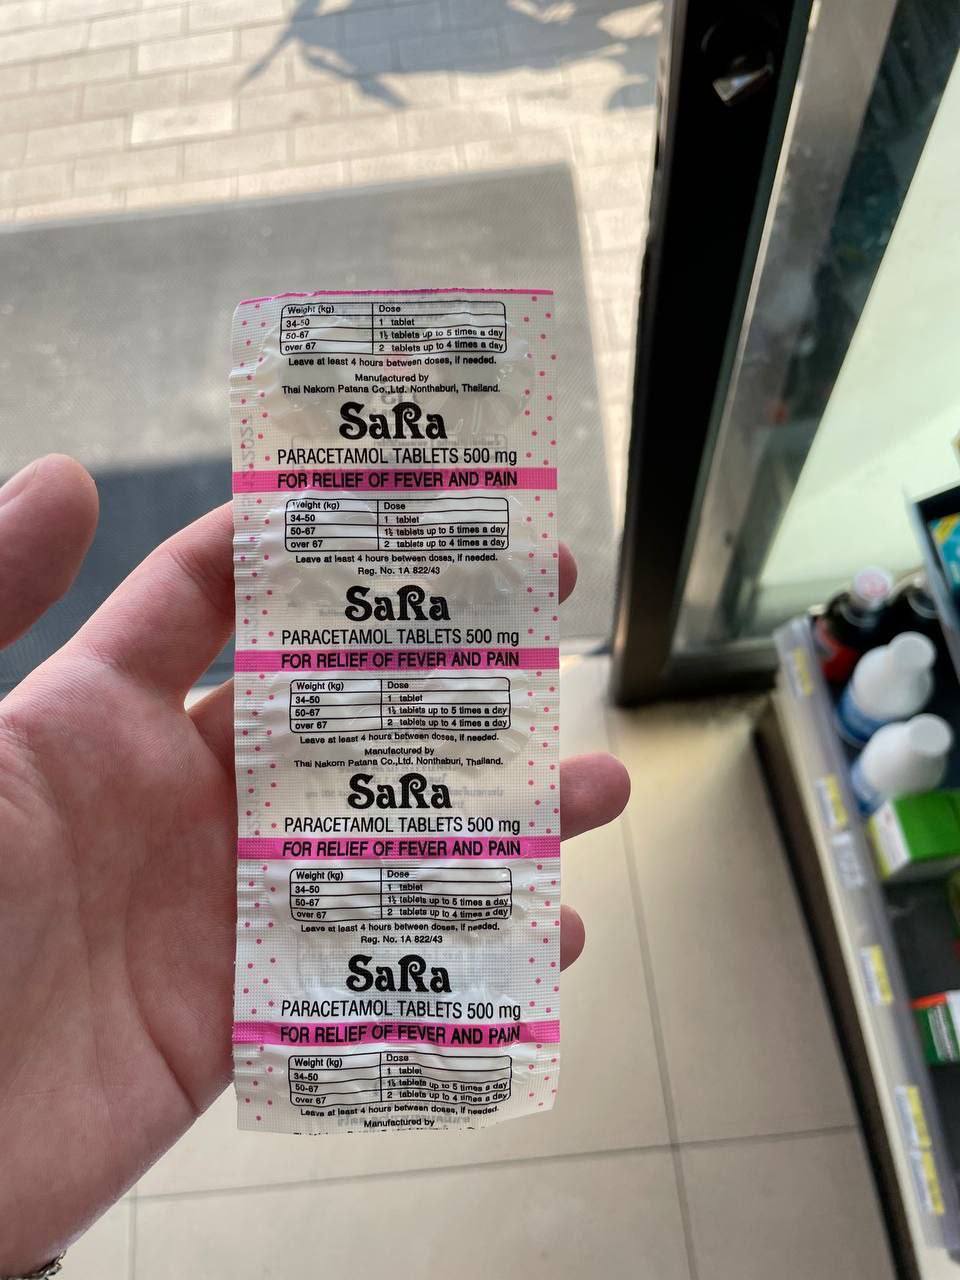 Weight (kg) Dose
34-50 1 tablet
50-67 1½ tablets up to 5 times a day
over 67 2 tablets up to 4 times a day
Leave at least 4 hours between doses, if needed.
Manufactured by
Thai Nakorn Patana Co.,Ltd. Nonthaburi, Thailand.
SaRa
PARACETAMOL TABLETS 500 mg
FOR RELIEF OF FEVER AND PAIN
Weight (kg) Dose
34-50 1 tablet
50-67 1½ tablets up to 5 times a day
over 67 2 tablets up to 4 times a day
Leave at least 4 hours between doses, if needed.
Reg. No. 1A 822/43
SaRa
PARACETAMOL TABLETS 500 mg
FOR RELIEF OF FEVER AND PAIN
Weight (kg) Dose
34-50 1 tablet
50-67 1½ tablets up to 5 times a day
over 67 2 tablets up to 4 times a day
Leave at least 4 hours between doses, if needed.
Manufactured by
Thai Nakorn Patana Co.,Ltd. Nonthaburi, Thailand.
SaRa
PARACETAMOL TABLETS 500 mg
FOR RELIEF OF FEVER AND PAIN
Weight (kg) Dose
34-50 1 tablet
50-67 1½ tablets up to 5 times a day
over 67 2 tablets up to 4 times a day
Leave at least 4 hours between doses, if needed.
Reg. No. 1A 822/43
SaRa
PARACETAMOL TABLETS 500 mg
FOR RELIEF OF FEVER AND PAIN
Weight (kg) Dose
34-50 1 tablet
50-67 1½ tablets up to 5 times a day
over 67 2 tablets up to 4 times a day
Leave at least 4 hours between doses, if needed.
Manufactured by